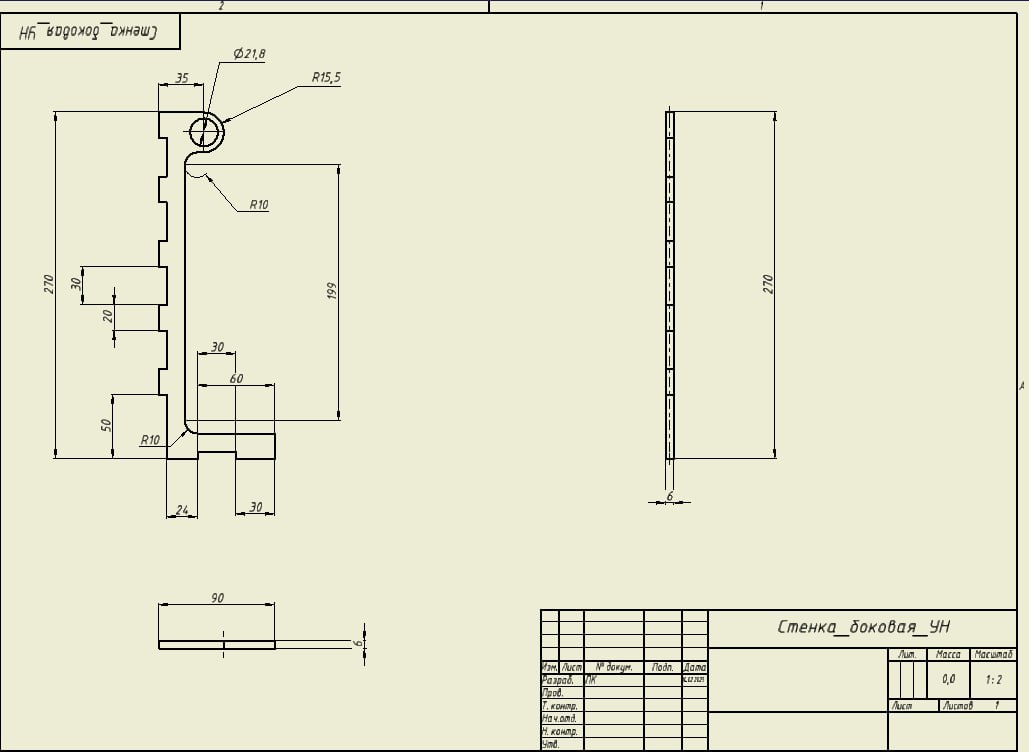 2
1
Стенка_боковая_УН
35
Ø21,8
R15,5
R10
270
30
20
199
30
60
50
R10
24
30
270
6
А
90
6
Стенка_боковая_УН
Изм. Лист № докум. Подп. Дата
Разраб. ПК
Пров.
Т. контр.
Нач.отд.
Н. контр.
Утв.
Лит. Масса Масштаб
0,0 1:2
Лист Листов 1